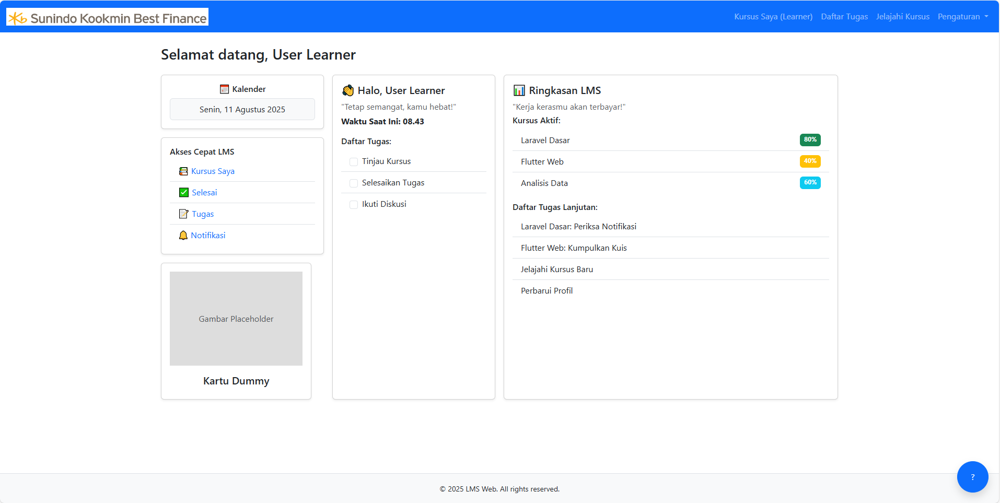 Sunindo Kookmin Best Finance
Kursus Saya (Learner) Daftar Tugas Jelajahi Kursus Pengaturan
Selamat datang, User Learner
Kalender
Senin, 11 Agustus 2025
Akses Cepat LMS
Kursus Saya
Selesai
Tugas
Notifikasi
Gambar Placeholder
Kartu Dummy
Halo, User Learner
"Tetap semangat, kamu hebat!"
Waktu Saat Ini: 08.43
Daftar Tugas:
Tinjau Kursus
Selesaikan Tugas
Ikuti Diskusi
Ringkasan LMS
"Kerja kerasmu akan terbayar!"
Kursus Aktif:
Laravel Dasar 80%
Flutter Web 40%
Analisis Data 60%
Daftar Tugas Lanjutan:
Laravel Dasar: Periksa Notifikasi
Flutter Web: Kumpulkan Kuis
Jelajahi Kursus Baru
Perbarui Profil
?
© 2025 LMS Web. All rights reserved.